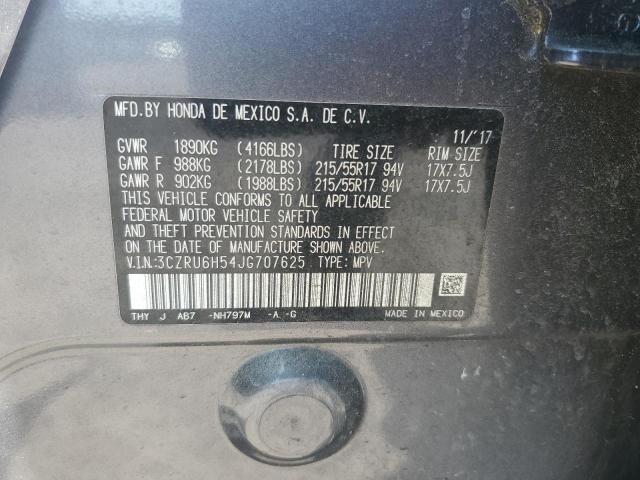 MFD.BY HONDA DE MEXICO S.A. DE C.V.
11/'17
GVWR 1890KG (4166LBS) TIRE SIZE RIM SIZE
GAWR F 988KG (2178LBS) 215/55R17 94V 17X7.5J
GAWR R 902KG (1988LBS) 215/55R17 94V 17X7.5J
THIS VEHICLE CONFORMS TO ALL APPLICABLE
FEDERAL MOTOR VEHICLE SAFETY
AND THEFT PREVENTION STANDARDS IN EFFECT
ON THE DATE OF MANUFACTURE SHOWN ABOVE.
V.I.N:3CZRU6H54JG707625 TYPE: MPV
THY J AB7 -NH797M -A -G MADE IN MEXICO